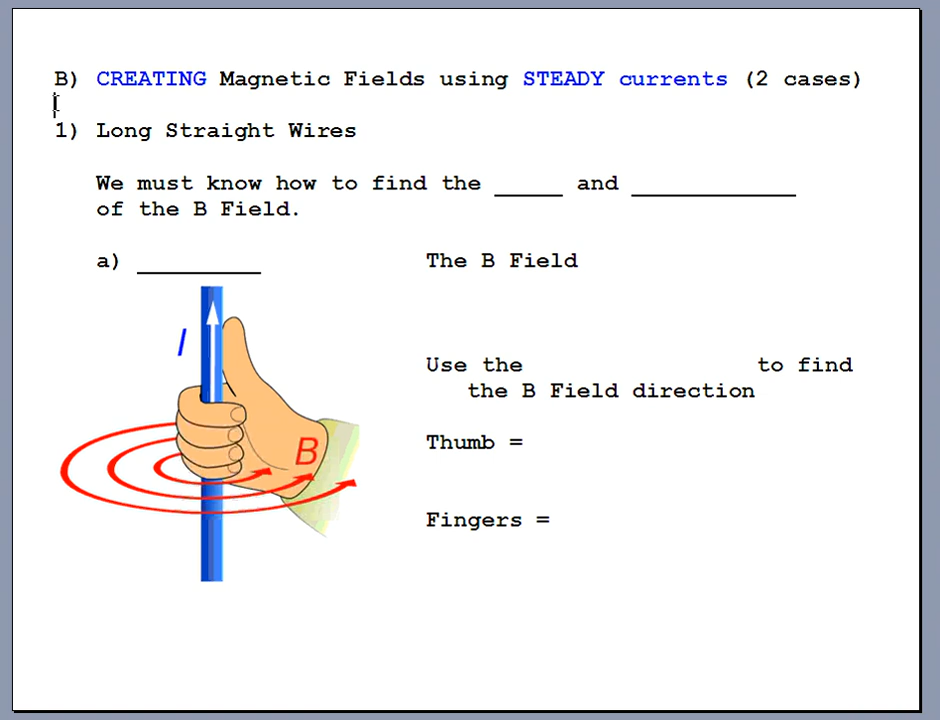 B) CREATING Magnetic Fields using STEADY currents (2 cases)
1) Long Straight Wires
We must know how to find the _____ and ____________
of the B Field.
a) _________ The B Field
I
Use the to find
the B Field direction
Thumb =
B
Fingers =